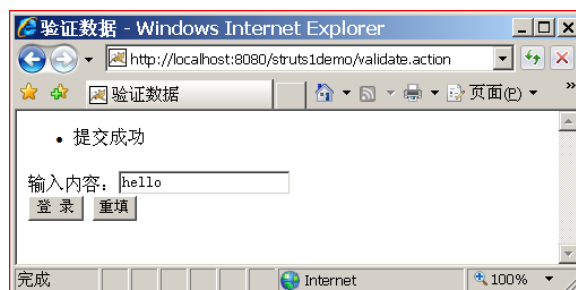 验证数据 - Windows Internet Explorer
http://localhost:8080/struts1demo/validate.action
验证数据
页面(P)
»
• 提交成功
输入内容：hello
登 录 重填
完成 Internet 100%